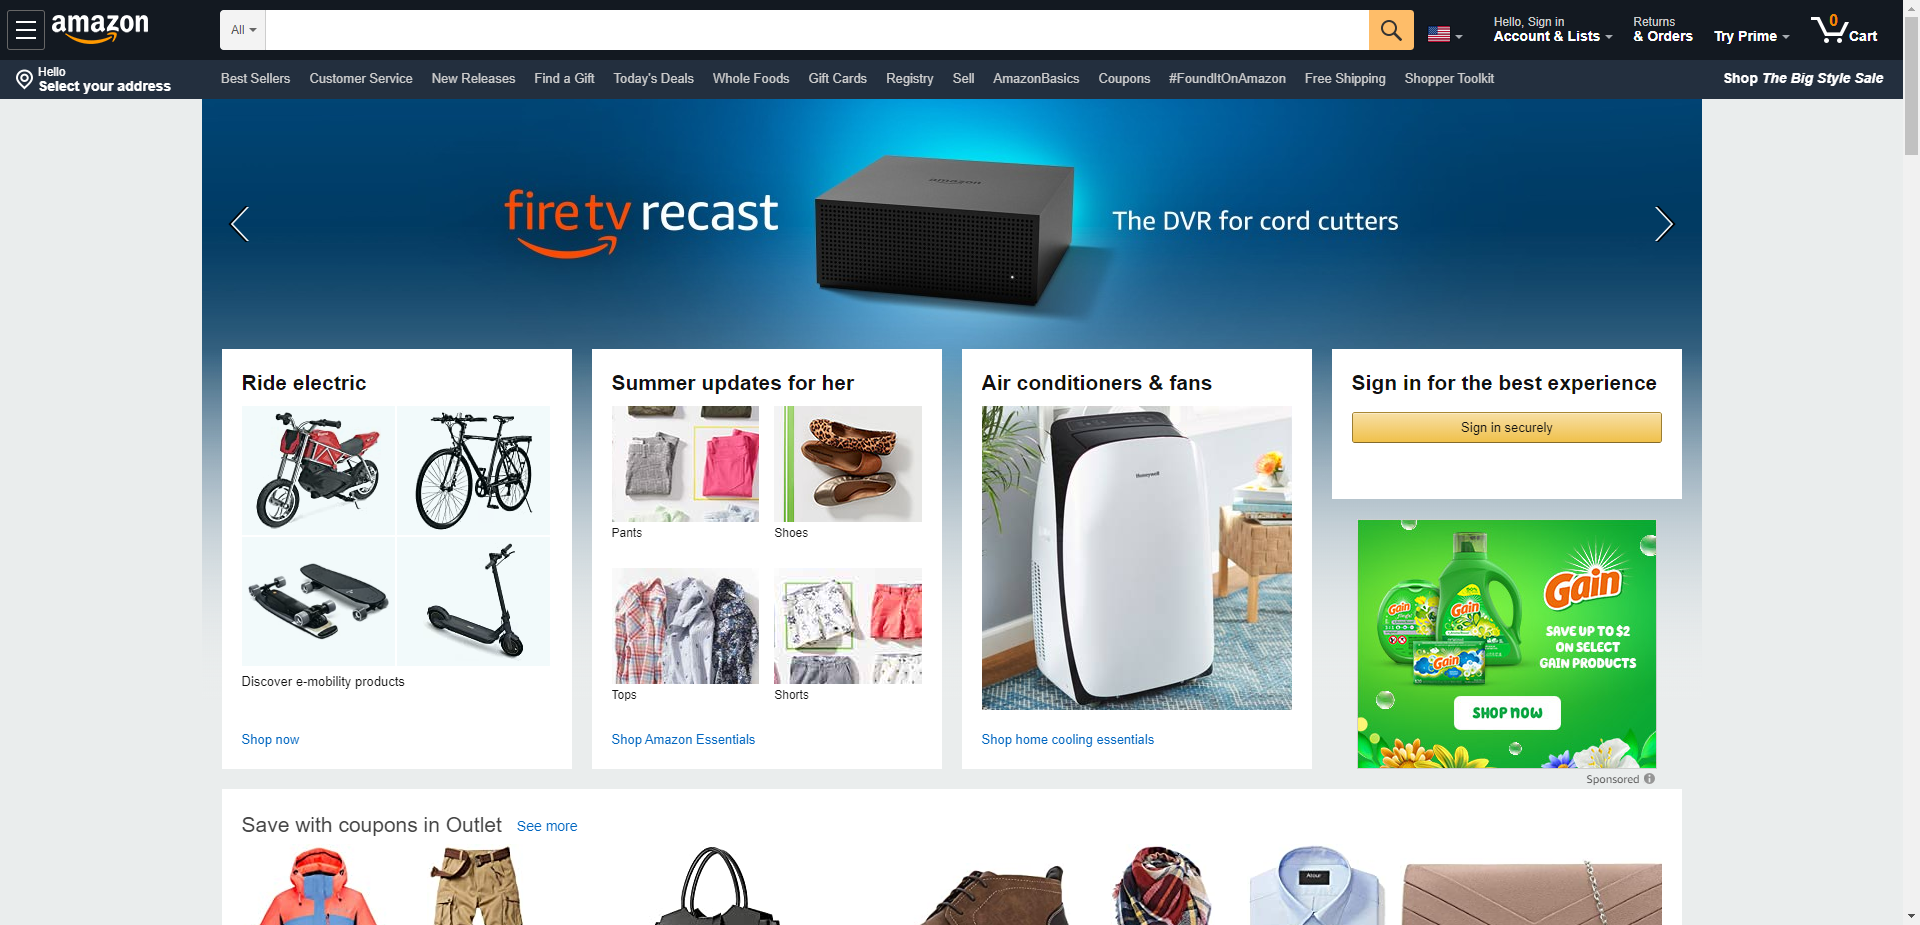 amazon
All
Hello, Sign in
Account & Lists
Returns
& Orders
Try Prime
0
Cart
Hello
Select your address
Best Sellers
Customer Service
New Releases
Find a Gift
Today's Deals
Whole Foods
Gift Cards
Registry
Sell
AmazonBasics
Coupons
#FoundItOnAmazon
Free Shipping
Shopper Toolkit
Shop The Big Style Sale
fire tv recast
amazon
The DVR for cord cutters
Ride electric
Discover e-mobility products
Shop now
Summer updates for her
Pants
Shoes
Tops
Shorts
Shop Amazon Essentials
Air conditioners & fans
Honeywell
Shop home cooling essentials
Sign in for the best experience
Sign in securely
Gain
Gain
Gain
Gain
SAVE UP TO $2
ON SELECT
GAIN PRODUCTS
SHOP NOW
Sponsored
Save with coupons in Outlet
See more
Atour